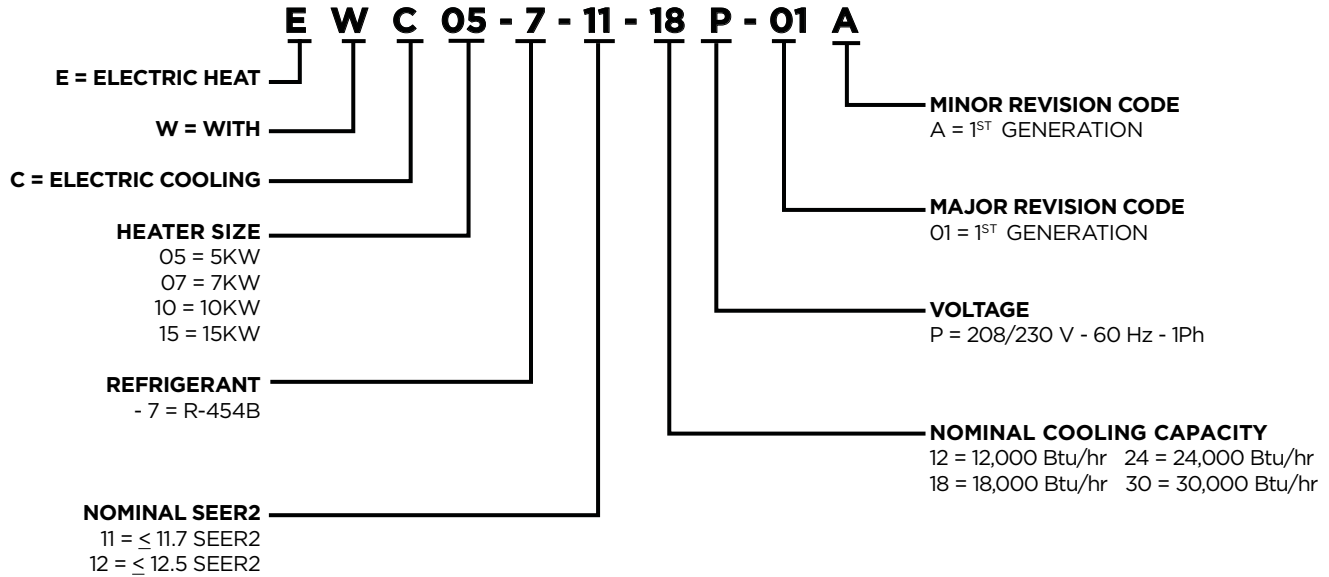 E W C 05 - 7 - 11 - 18 P - 01 A
E = ELECTRIC HEAT
W = WITH
C = ELECTRIC COOLING
HEATER SIZE
05 = 5KW
07 = 7KW
10 = 10KW
15 = 15KW
REFRIGERANT
- 7 = R-454B
NOMINAL SEER2
11 = ≤ 11.7 SEER2
12 = ≤ 12.5 SEER2
MINOR REVISION CODE
A = 1ST GENERATION
MAJOR REVISION CODE
01 = 1ST GENERATION
VOLTAGE
P = 208/230 V - 60 Hz - 1Ph
NOMINAL COOLING CAPACITY
12 = 12,000 Btu/hr 24 = 24,000 Btu/hr
18 = 18,000 Btu/hr 30 = 30,000 Btu/hr